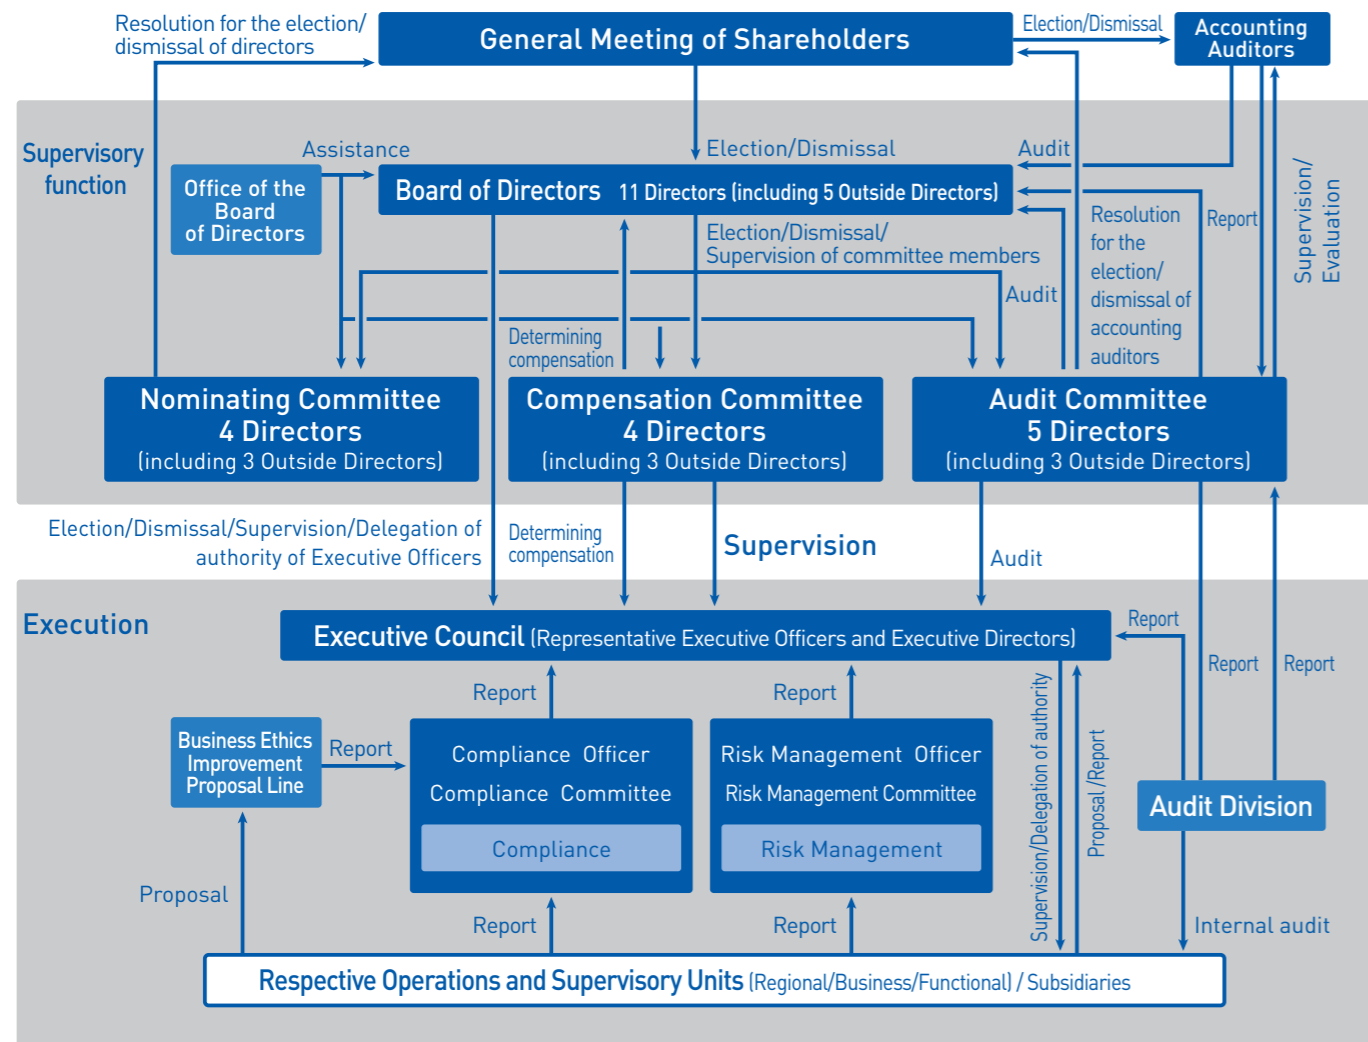 Resolution for the election/
dismissal of directors
General Meeting of Shareholders
Election/Dismissal
Accounting
Auditors
Supervisory
function
Assistance
Election/Dismissal
Audit
Office of the
Board
of Directors
Board of Directors 11 Directors (including 5 Outside Directors)
Election/Dismissal/
Supervision of committee members
Audit
Resolution
for the
election/
dismissal of
accounting
auditors
Report
Supervision/
Evaluation
Determining
compensation
Nominating Committee
4 Directors
(including 3 Outside Directors)
Compensation Committee
4 Directors
(including 3 Outside Directors)
Audit Committee
5 Directors
(including 3 Outside Directors)
Election/Dismissal/Supervision/Delegation of
authority of Executive Officers
Determining
compensation
Supervision
Audit
Execution
Executive Council (Representative Executive Officers and Executive Directors)
Report
Report
Report
Report
Report
Business Ethics
Improvement
Proposal Line
Report
Compliance Officer
Compliance Committee
Compliance
Risk Management Officer
Risk Management Committee
Risk Management
Supervision/Delegation of authority
Proposal /Report
Audit Division
Proposal
Report
Report
Internal audit
Respective Operations and Supervisory Units (Regional/Business/Functional) / Subsidiaries